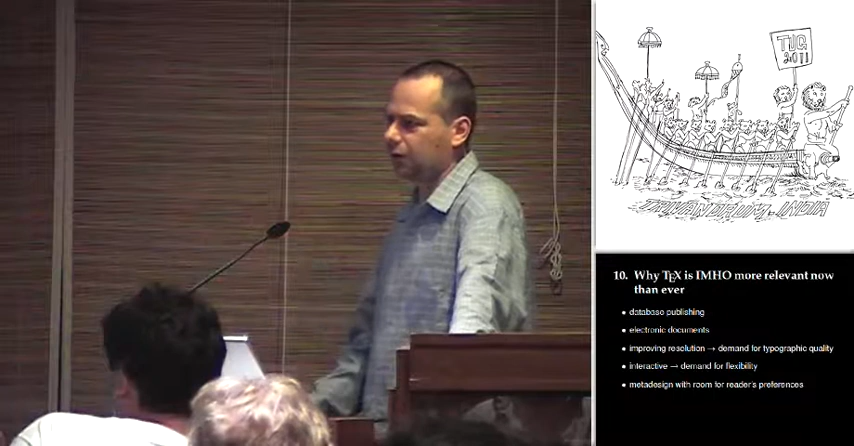 TUG
2011
TRIVANDRUM-INDIA
10. Why TEX is IMHO more relevant now
than ever
• database publishing
• electronic documents
• improving resolution → demand for typographic quality
• interactive → demand for flexibility
• metadesign with room for reader's preferences